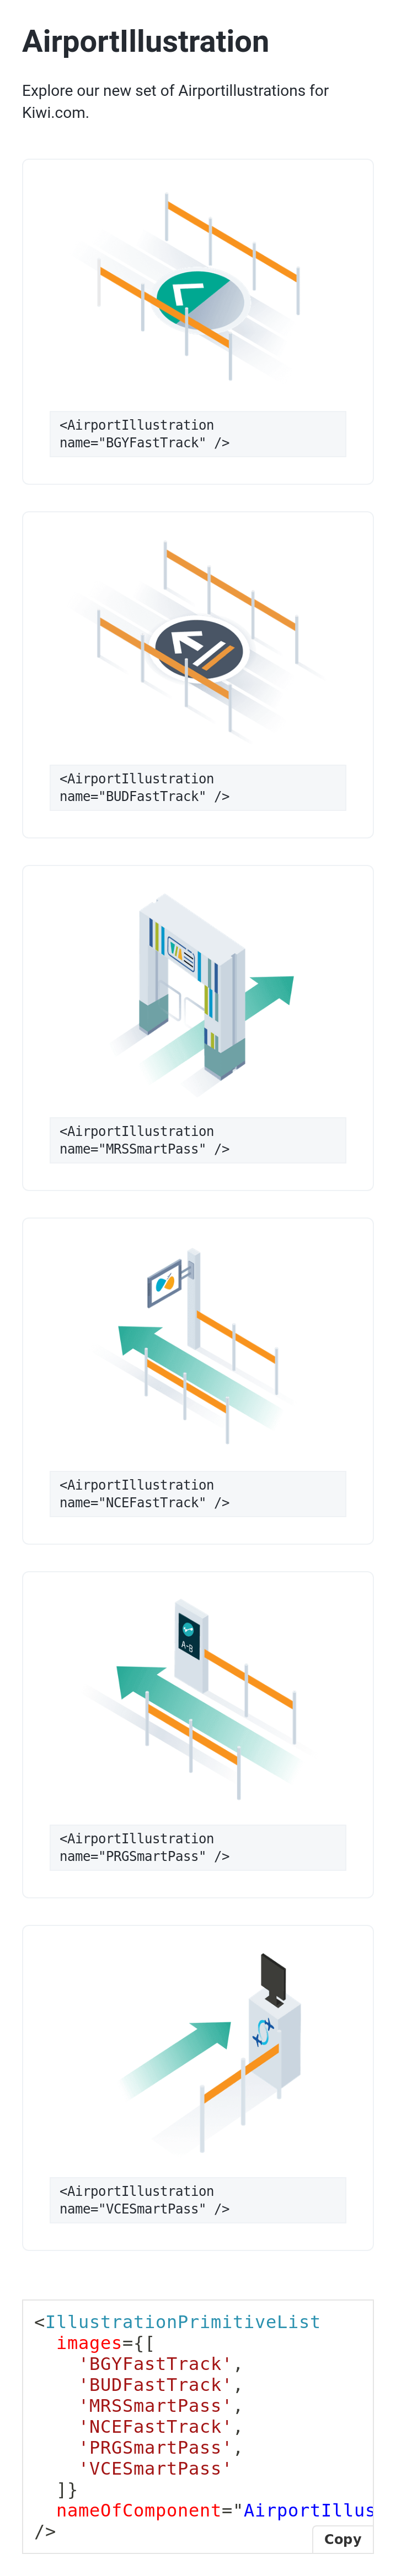 AirportIllustration
Explore our new set of Airportillustrations for
Kiwi.com.
<AirportIllustration
name="BGYFastTrack" />
<AirportIllustration
name="BUDFastTrack" />
<AirportIllustration
name="MRSSmartPass" />
<AirportIllustration
name="NCEFastTrack" />
A-B
<AirportIllustration
name="PRGSmartPass" />
<AirportIllustration
name="VCESmartPass" />
<IllustrationPrimitiveList
  images={[
    'BGYFastTrack',
    'BUDFastTrack',
    'MRSSmartPass',
    'NCEFastTrack',
    'PRGSmartPass',
    'VCESmartPass'
  ]}
  nameOfComponent="AirportIllus
/>
Copy